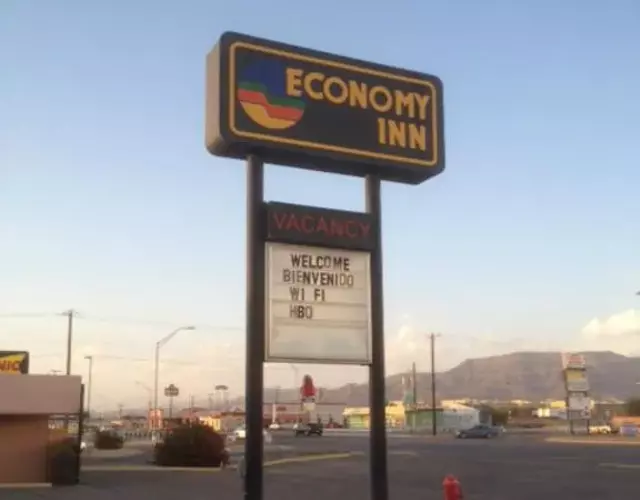 ECONOMY
INN
VACANCY
WELCOME
BIENVENIDO
WI FI
HBO